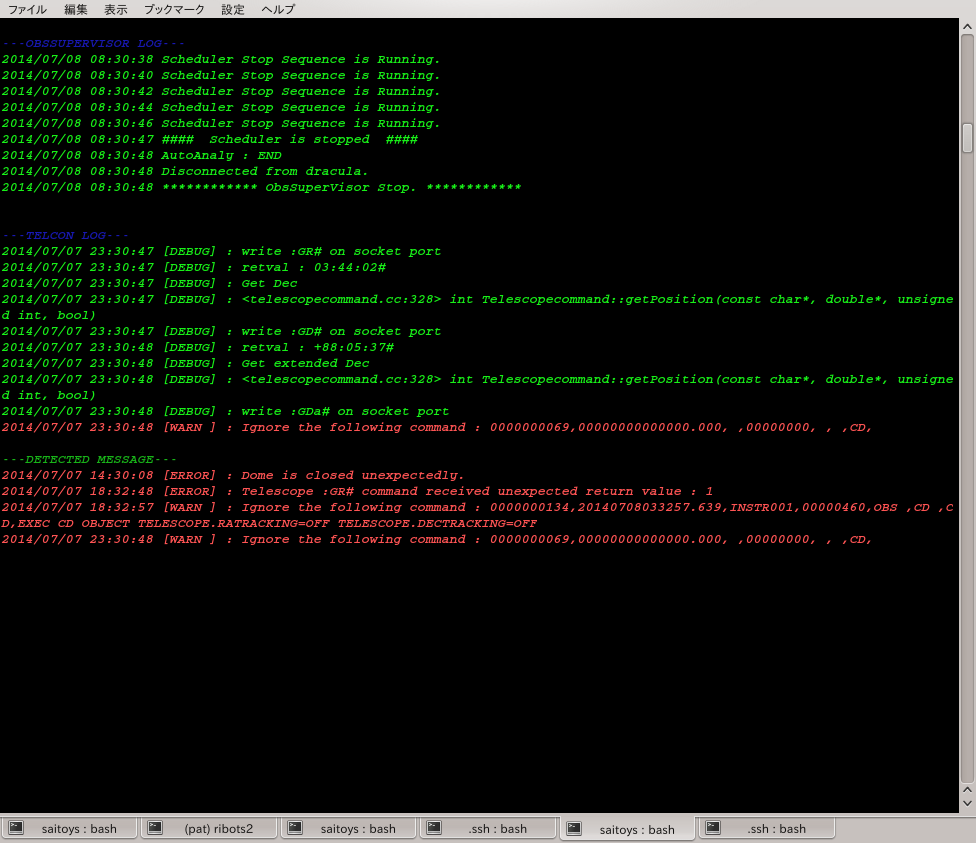 ファイル 編集 表示 ブックマーク 設定 ヘルプ
---OBSSUPERVISOR LOG---
2014/07/08 08:30:38 Scheduler Stop Sequence is Running.
2014/07/08 08:30:40 Scheduler Stop Sequence is Running.
2014/07/08 08:30:42 Scheduler Stop Sequence is Running.
2014/07/08 08:30:44 Scheduler Stop Sequence is Running.
2014/07/08 08:30:46 Scheduler Stop Sequence is Running.
2014/07/08 08:30:47 ####  Scheduler is stopped  ####
2014/07/08 08:30:48 AutoAnaly : END
2014/07/08 08:30:48 Disconnected from dracula.
2014/07/08 08:30:48 ************ ObsSuperVisor Stop. ************
---TELCON LOG---
2014/07/07 23:30:47 [DEBUG] : write :GR# on socket port
2014/07/07 23:30:47 [DEBUG] : retval : 03:44:02#
2014/07/07 23:30:47 [DEBUG] : Get Dec
2014/07/07 23:30:47 [DEBUG] : <telescopecommand.cc:328> int Telescopecommand::getPosition(const char*, double*, unsigne
d int, bool)
2014/07/07 23:30:47 [DEBUG] : write :GD# on socket port
2014/07/07 23:30:48 [DEBUG] : retval : +88:05:37#
2014/07/07 23:30:48 [DEBUG] : Get extended Dec
2014/07/07 23:30:48 [DEBUG] : <telescopecommand.cc:328> int Telescopecommand::getPosition(const char*, double*, unsigne
d int, bool)
2014/07/07 23:30:48 [DEBUG] : write :GDa# on socket port
2014/07/07 23:30:48 [WARN ] : Ignore the following command : 0000000069,00000000000000.000, ,00000000, , ,CD,
---DETECTED MESSAGE---
2014/07/07 14:30:08 [ERROR] : Dome is closed unexpectedly.
2014/07/07 18:32:48 [ERROR] : Telescope :GR# command received unexpected return value : 1
2014/07/07 18:32:57 [WARN ] : Ignore the following command : 0000000134,20140708033257.639,INSTR001,00000460,OBS ,CD ,C
D,EXEC CD OBJECT TELESCOPE.RATRACKING=OFF TELESCOPE.DECTRACKING=OFF
2014/07/07 23:30:48 [WARN ] : Ignore the following command : 0000000069,00000000000000.000, ,00000000, , ,CD,
saitoys : bash (pat) ribots2 saitoys : bash .ssh : bash saitoys : bash .ssh : bash